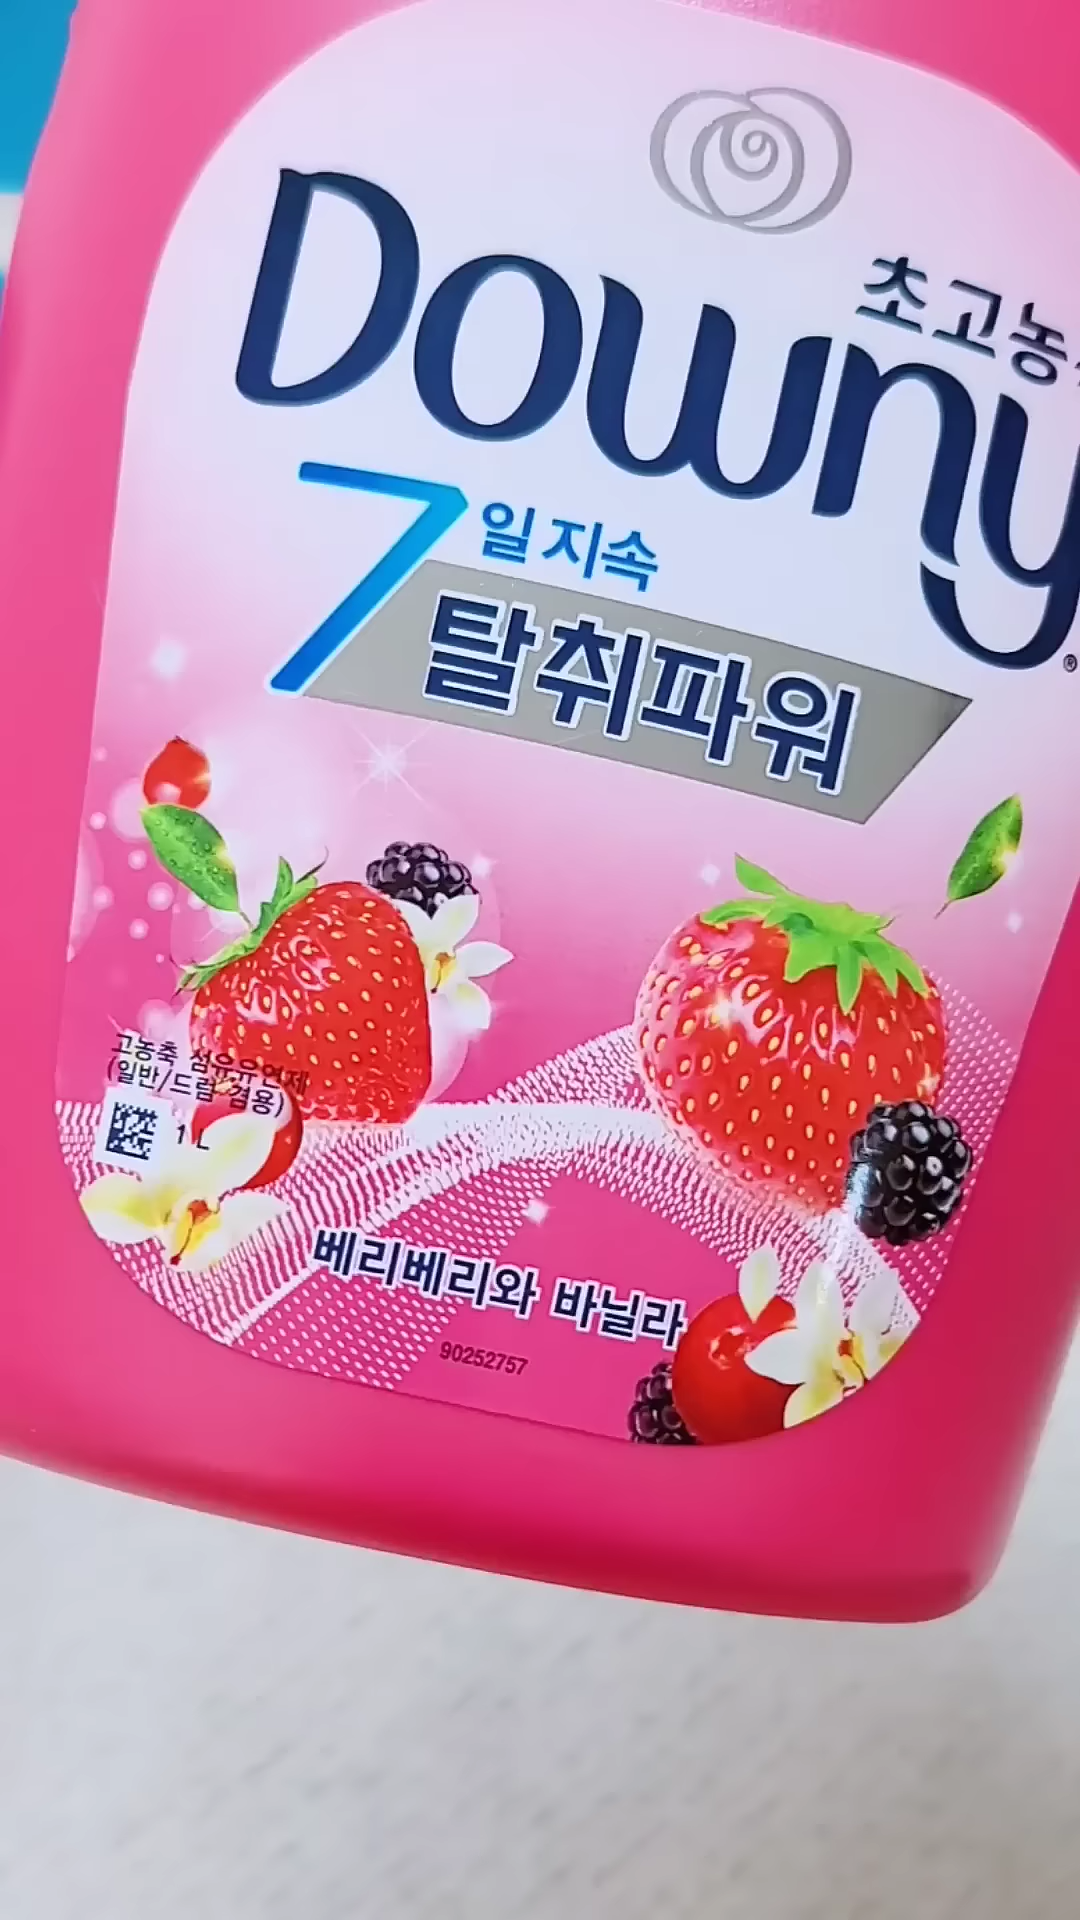 초고농
Downy
7일 지속
탈취파워
고농축 섬유유연제
(일반/드럼 겸용)
1 L
베리베리와 바닐라
90252757